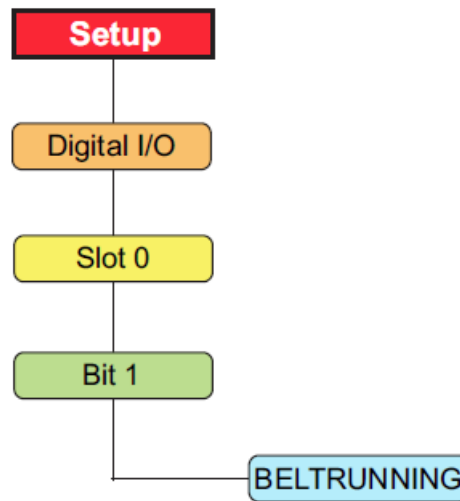 Setup
Digital I/O
Slot 0
Bit 1
BELTRUNNING